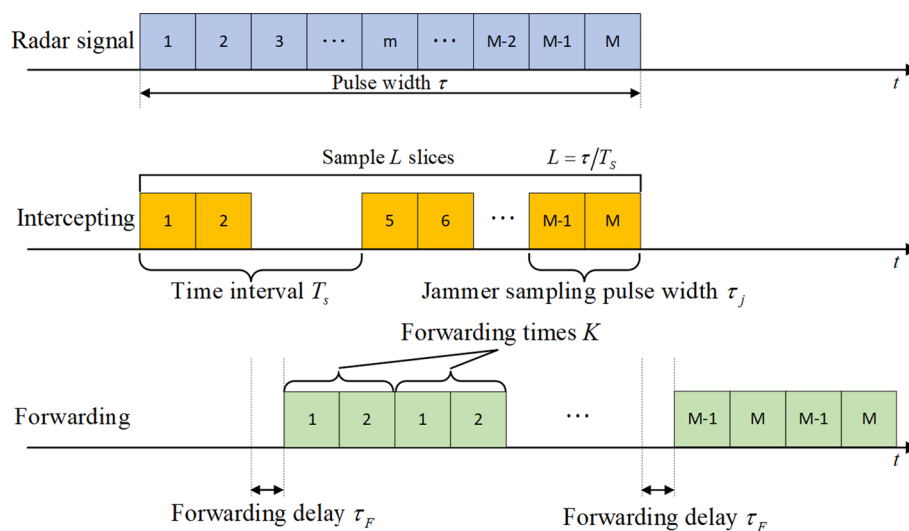 Radar signal 1 2 3 ··· m ··· M-2 M-1 M
t
Pulse width τ
Sample L slices L = τ/T_s
Intercepting 1 2 5 6 ··· M-1 M
t
Time interval T_s Jammer sampling pulse width τ_j
Forwarding times K
Forwarding 1 2 1 2 ··· M-1 M M-1 M
t
Forwarding delay τ_F Forwarding delay τ_F